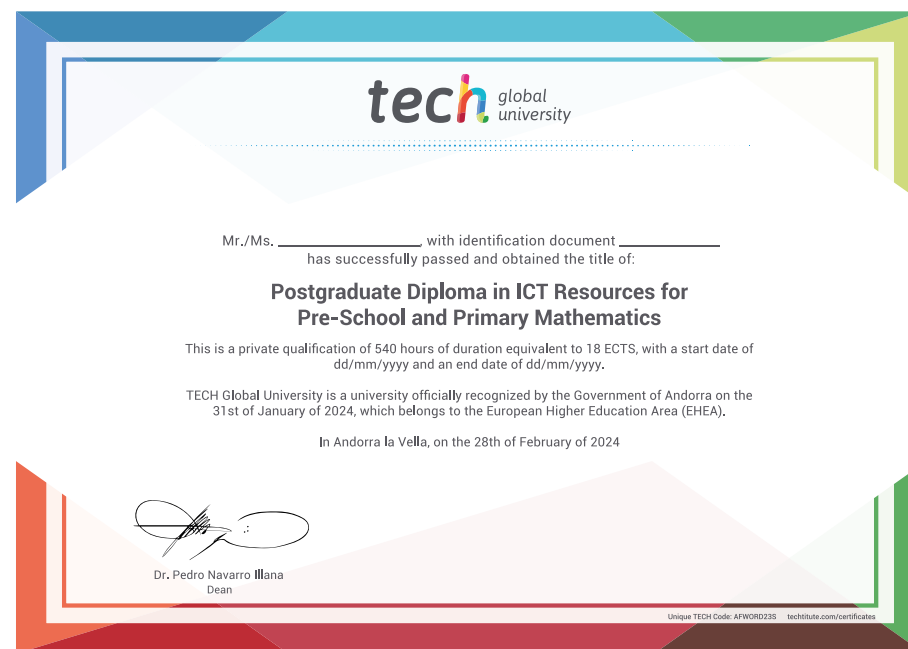 tech global university
Mr./Ms. ____________, with identification document ____________
has successfully passed and obtained the title of:
Postgraduate Diploma in ICT Resources for
Pre-School and Primary Mathematics
This is a private qualification of 540 hours of duration equivalent to 18 ECTS, with a start date of
dd/mm/yyyy and an end date of dd/mm/yyyy.
TECH Global University is a university officially recognized by the Government of Andorra on the
31st of January of 2024, which belongs to the European Higher Education Area (EHEA).
In Andorra la Vella, on the 28th of February of 2024
Dr. Pedro Navarro Illana
Dean
Unique TECH Code: AFWORD23S techtitute.com/certificates